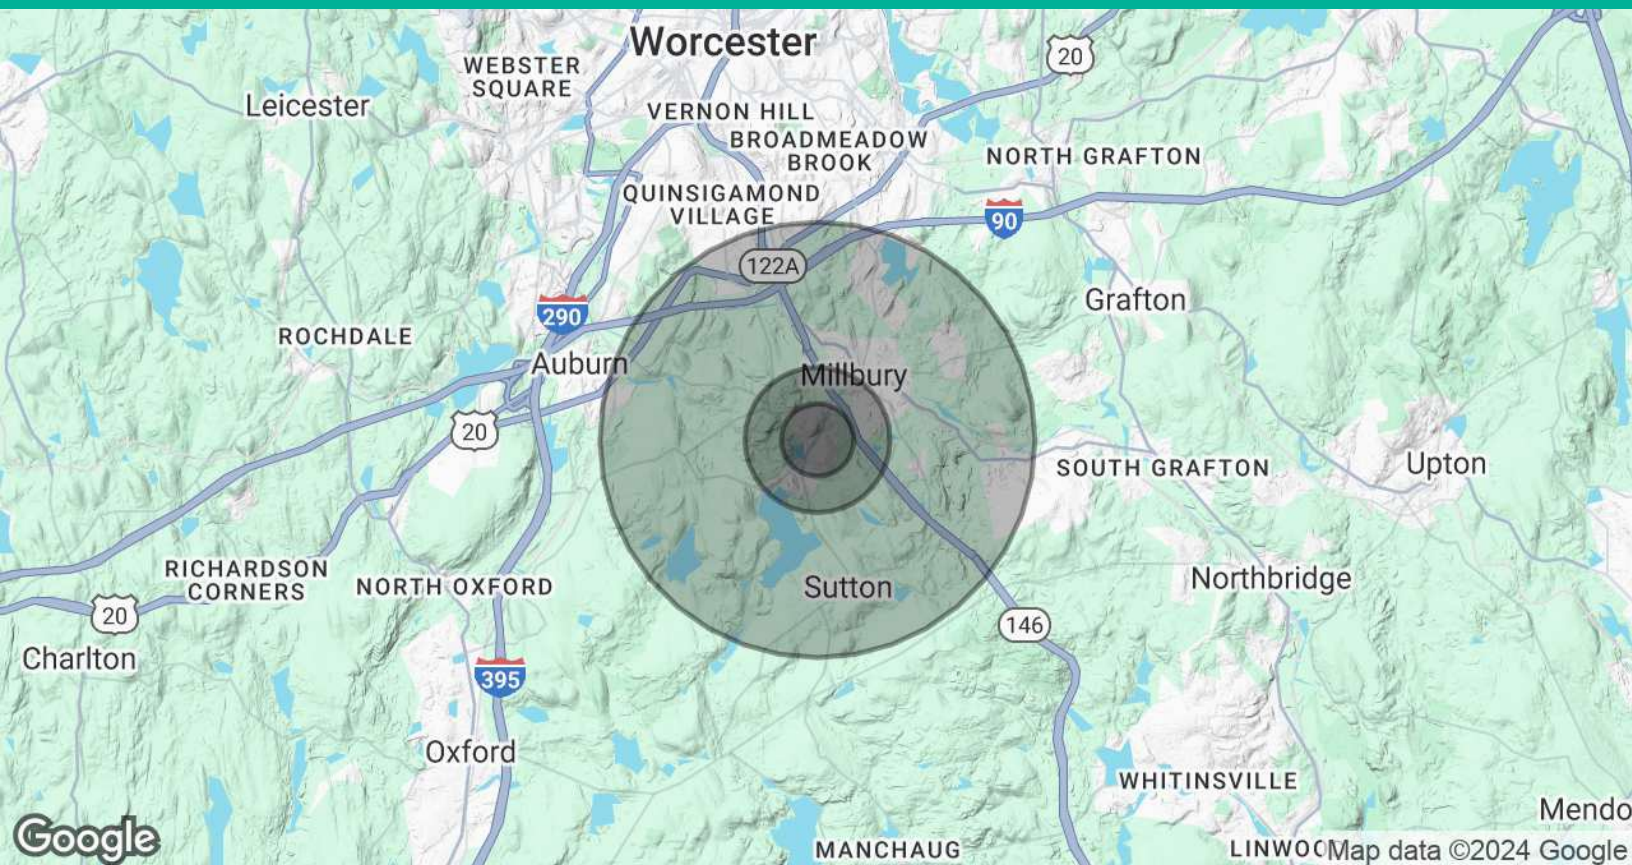 Worcester
20
WEBSTER
SQUARE
Leicester
VERNON HILL
BROADMEADOW
BROOK
NORTH GRAFTON
QUINSIGAMOND
VILLAGE
90
122A
Grafton
290
ROCHDALE
Auburn
Millbury
20
SOUTH GRAFTON
Upton
RICHARDSON
CORNERS
NORTH OXFORD
Sutton
Northbridge
20
146
Charlton
395
Oxford
WHITINSVILLE
Mendo
Google
MANCHAUG
LINWOO
Map data ©2024 Google